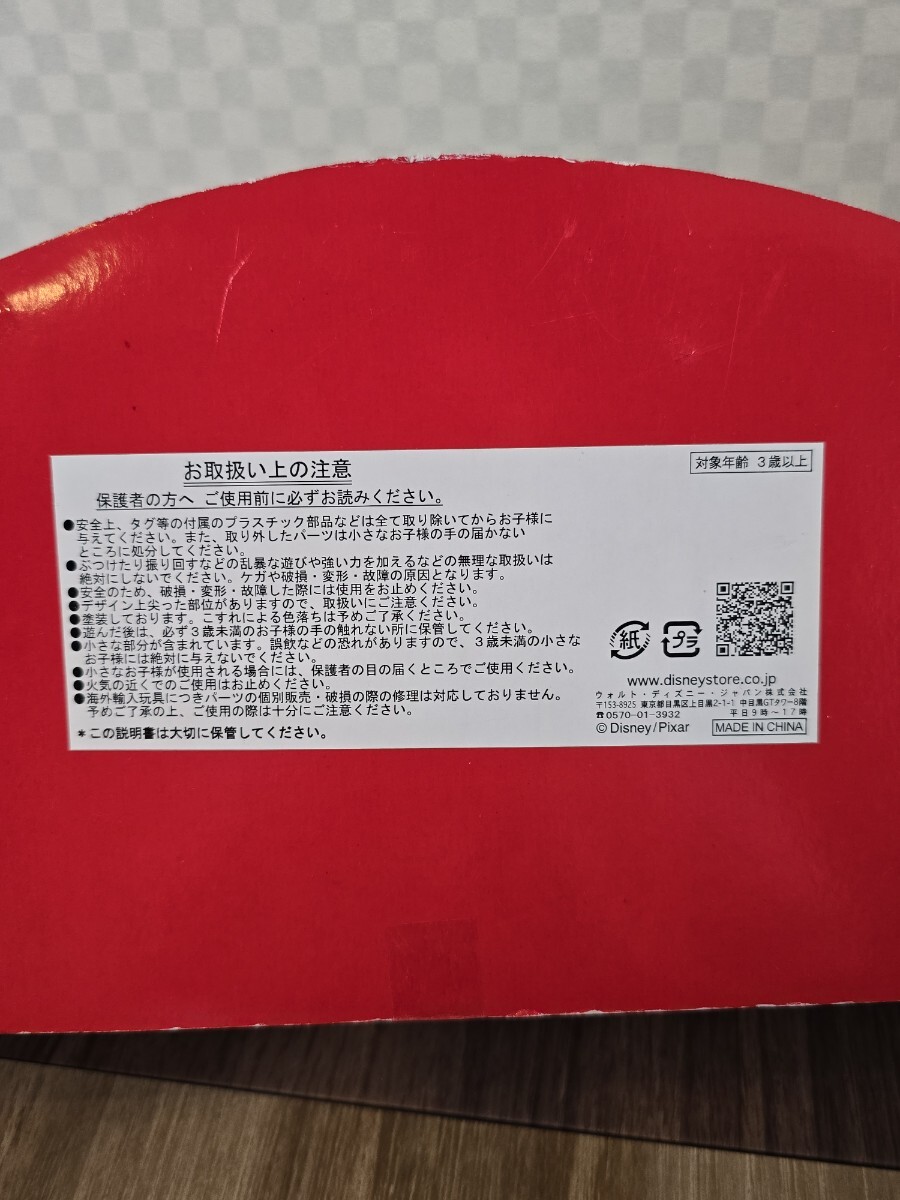 お取扱い上の注意
対象年齢 3歳以上
保護者の方へ ご使用前に必ずお読みください。
●安全上、タグ等の付属のプラスチック部品などは全て取り除いてからお子様に
与えてください。また、取り外したパーツは小さなお子様の手の届かない
ところに処分してください。
●ぶつけたり振り回すなどの乱暴な遊びや強い力を加えるなどの無理な取扱いは
絶対にしないでください。ケガや破損・変形・故障の原因となります。
●安全のため、破損・変形・故障した際には使用をお止めください。
●デザイン上尖った部位がありますので、取扱いにご注意ください。
●塗装しております。こすれによる色落ちは予めご了承ください。
●遊んだ後は、必ず3歳未満のお子様の手の触れない所に保管してください。
●小さな部分が含まれています。誤飲などの恐れがありますので、3歳未満の小さな
お子様には絶対に与えないでください。
●小さなお子様が使用される場合には、保護者の目の届くところでご使用ください。
●火気の近くでのご使用はお止めください。
●海外輸入玩具につきパーツの個別販売・破損の際の修理は対応しておりません。
予めご了承の上、ご使用の際は十分にご注意ください。
＊この説明書は大切に保管してください。
紙 プラ
www.disneystore.co.jp
ウォルト・ディズニー・ジャパン株式会社
〒153-8925 東京都目黒区上目黒2-1-1 中目黒GTタワー8階
☎0570-01-3932 平日9時〜17時
©Disney/Pixar MADE IN CHINA